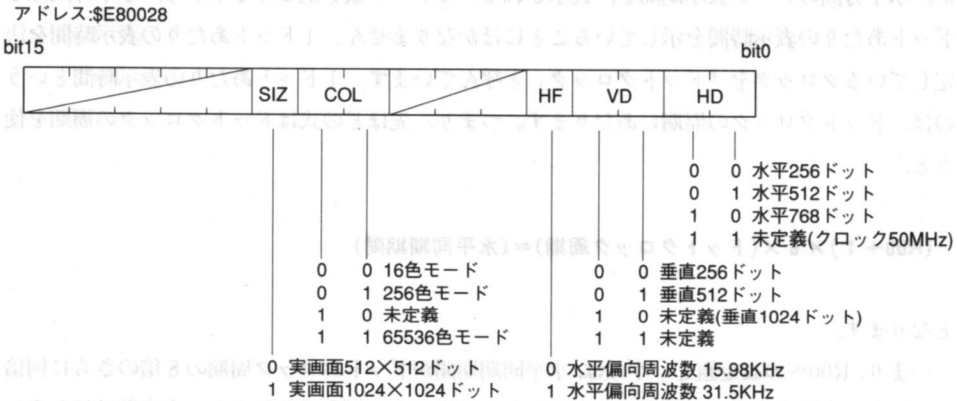 アドレス:$E80028
bit15 bit0
SIZ COL HF VD HD
0 0 水平256ドット
0 1 水平512ドット
1 0 水平768ドット
1 1 未定義(クロック50MHz)
0 0 16色モード
0 1 256色モード
1 0 未定義
1 1 65536色モード
0 0 垂直256ドット
0 1 垂直512ドット
1 0 未定義(垂直1024ドット)
1 1 未定義
0 実画面512×512ドット
1 実画面1024×1024ドット
0 水平偏向周波数 15.98KHz
1 水平偏向周波数 31.5KHz